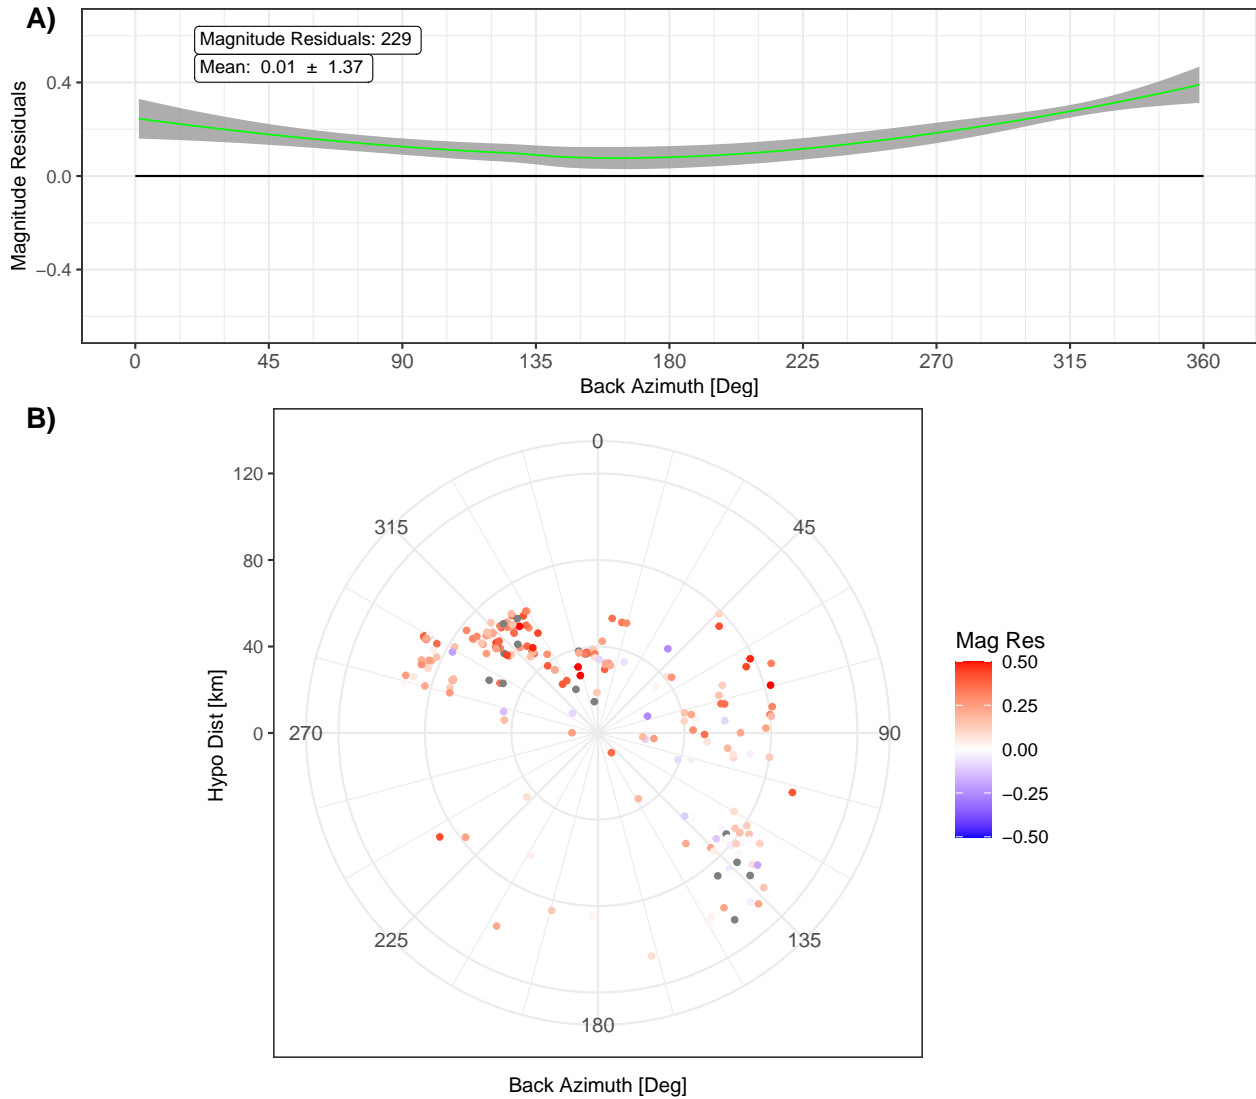 A)
Magnitude Residuals: 229
Mean: 0.01 ± 1.37
Magnitude Residuals
0.4
0.0
−0.4
0 45 90 135 180 225 270 315 360
Back Azimuth [Deg]
B)
Hypo Dist [km]
120
80
40
0
0
315 45
270 90
225 135
180
Back Azimuth [Deg]
Mag Res
0.50
0.25
0.00
−0.25
−0.50